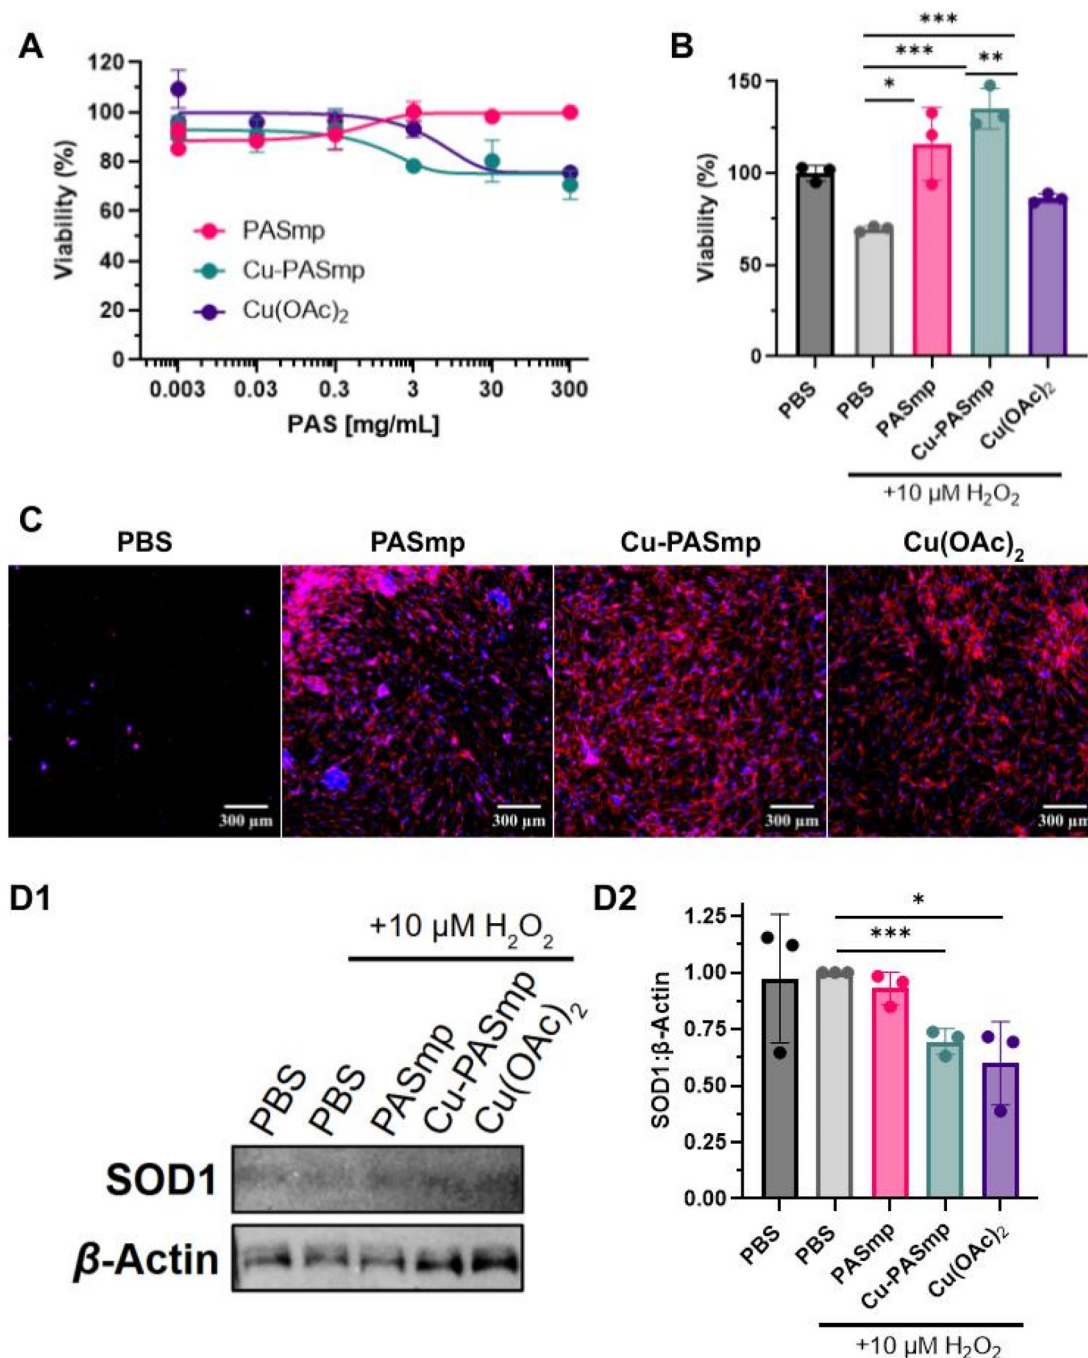 A
120
100
80
60
40
20
0
Viability (%)
PASmp
Cu-PASmp
Cu(OAc)2
0.003 0.03 0.3 3 30 300
PAS [mg/mL]
B
***
*** **
*
150
100
50
0
Viability (%)
PBS PBS PASmp Cu-PASmp Cu(OAc)2
+10 µM H2O2
C
PBS PASmp Cu-PASmp Cu(OAc)2
300 µm 300 µm 300 µm 300 µm
D1
+10 µM H2O2
PBS PBS PASmp Cu-PASmp Cu(OAc)2
SOD1
β-Actin
D2
*
***
1.25
1.00
0.75
0.50
0.25
0.00
SOD1:β-Actin
PBS PBS PASmp Cu-PASmp Cu(OAc)2
+10 µM H2O2